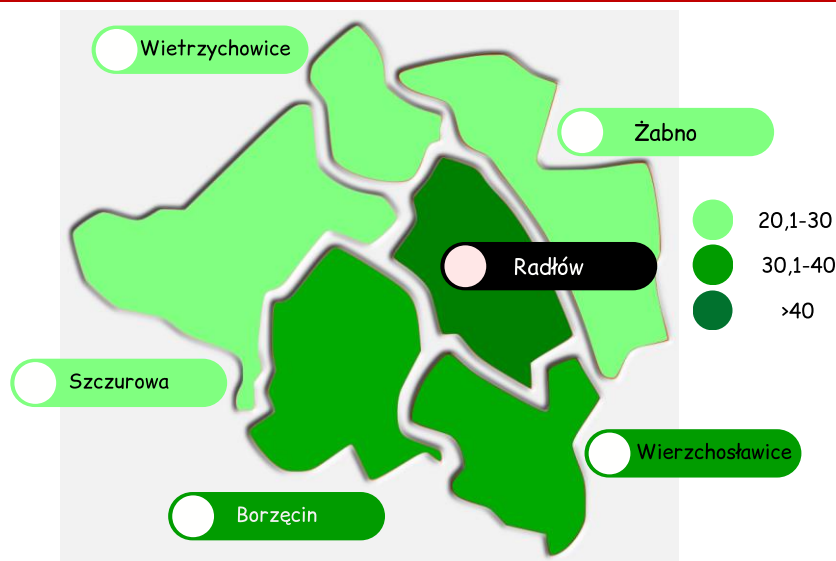 Wietrzychowice
Żabno
20,1-30
Radłów
30,1-40
>40
Szczurowa
Wierzchosławice
Borzęcin